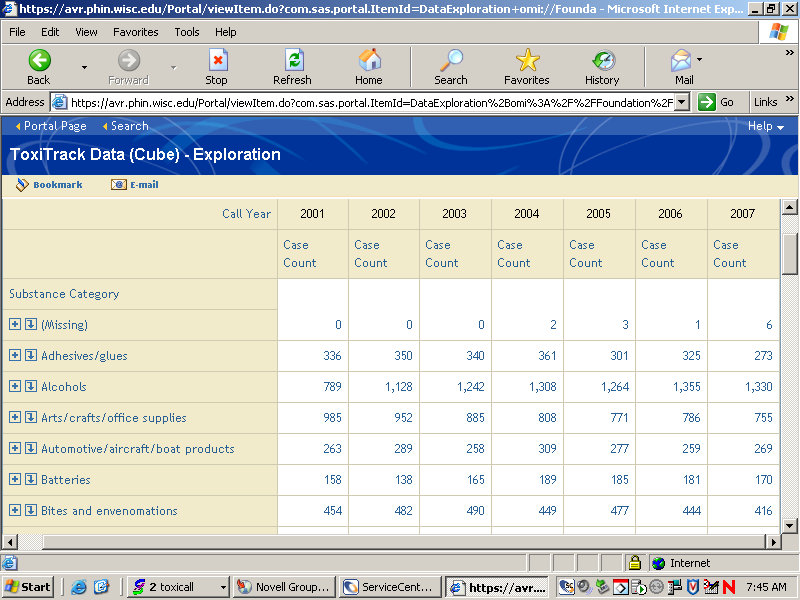 https://avr.phin.wisc.edu/Portal/viewItem.do?com.sas.portal.ItemId=DataExploration+omi://Founda - Microsoft Internet Exp...
File Edit View Favorites Tools Help
Back Forward Stop Refresh Home Search Favorites History Mail
Address https://avr.phin.wisc.edu/Portal/viewItem.do?com.sas.portal.ItemId=DataExploration%2Bomi%3A%2F%2FFoundation%2F Go Links
Portal Page Search Help
ToxiTrack Data (Cube) - Exploration
Bookmark E-mail
Call Year 2001 2002 2003 2004 2005 2006 2007
Case Case Case Case Case Case Case
Count Count Count Count Count Count Count
Substance Category
(Missing) 0 0 0 2 3 1 6
Adhesives/glues 336 350 340 361 301 325 273
Alcohols 789 1,128 1,242 1,308 1,264 1,355 1,330
Arts/crafts/office supplies 985 952 885 808 771 786 755
Automotive/aircraft/boat products 263 289 258 309 277 259 269
Batteries 158 138 165 189 185 181 170
Bites and envenomations 454 482 490 449 477 444 416
Internet
Start 2 toxicall Novell Group... ServiceCent... https://avr.... 7:45 AM